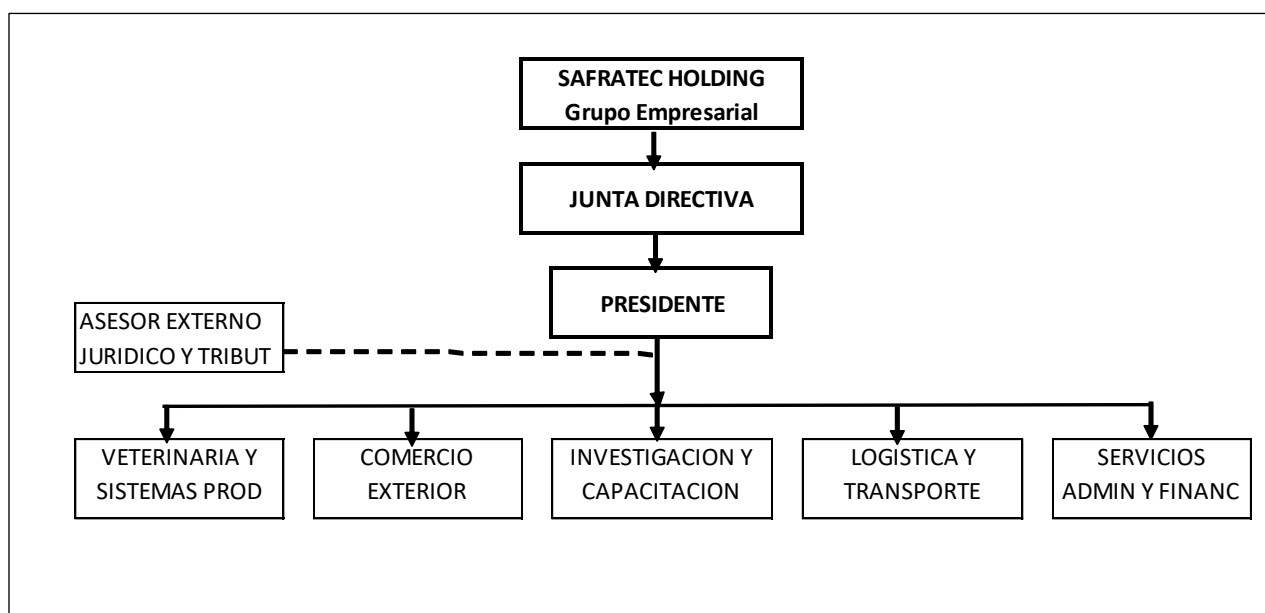 SAFRATEC HOLDING
Grupo Empresarial
JUNTA DIRECTIVA
PRESIDENTE
ASESOR EXTERNO
JURIDICO Y TRIBUT
VETERINARIA Y
SISTEMAS PROD
COMERCIO
EXTERIOR
INVESTIGACION Y
CAPACITACION
LOGISTICA Y
TRANSPORTE
SERVICIOS
ADMIN Y FINANC